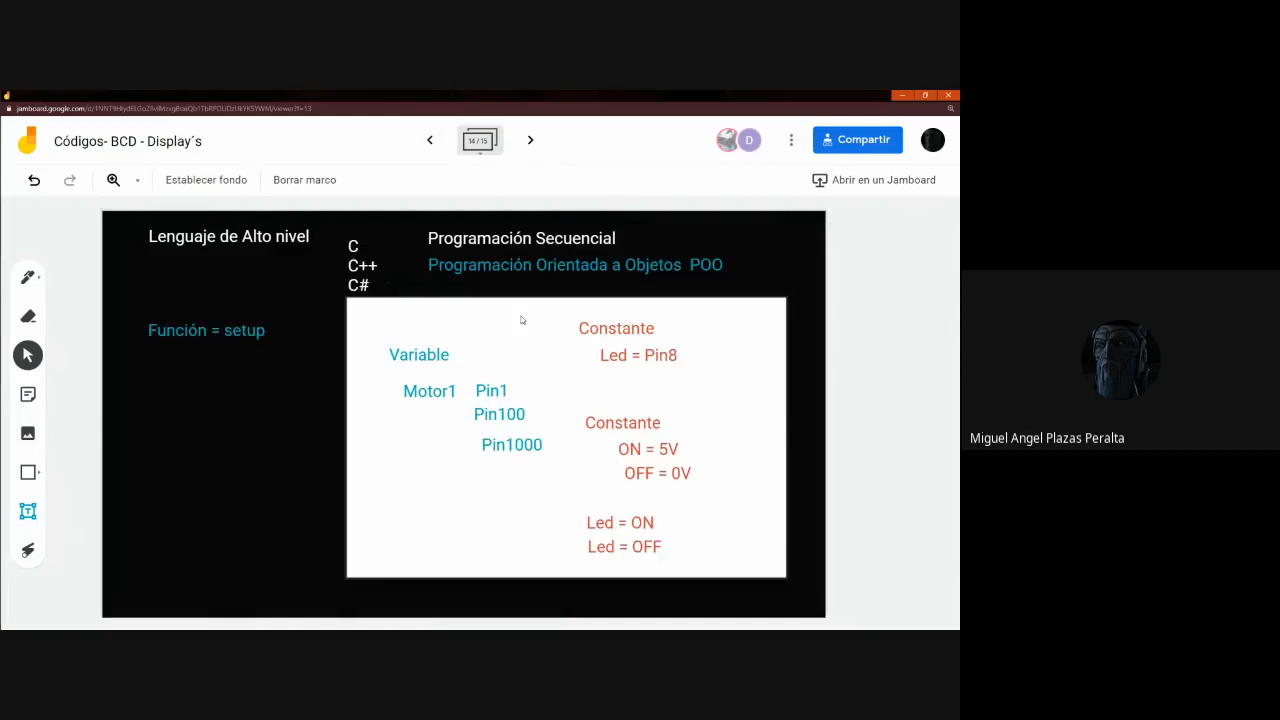 Códigos- BCD - Display´s
14 / 15
D
Compartir
Establecer fondo
Borrar marco
Abrir en un Jamboard
Lenguaje de Alto nivel
C
C++
C#
Programación Secuencial
Programación Orientada a Objetos POO
Función = setup
Variable
Motor1 Pin1
Pin100
Pin1000
Constante
Led = Pin8
Constante
ON = 5V
OFF = 0V
Led = ON
Led = OFF
Miguel Angel Plazas Peralta